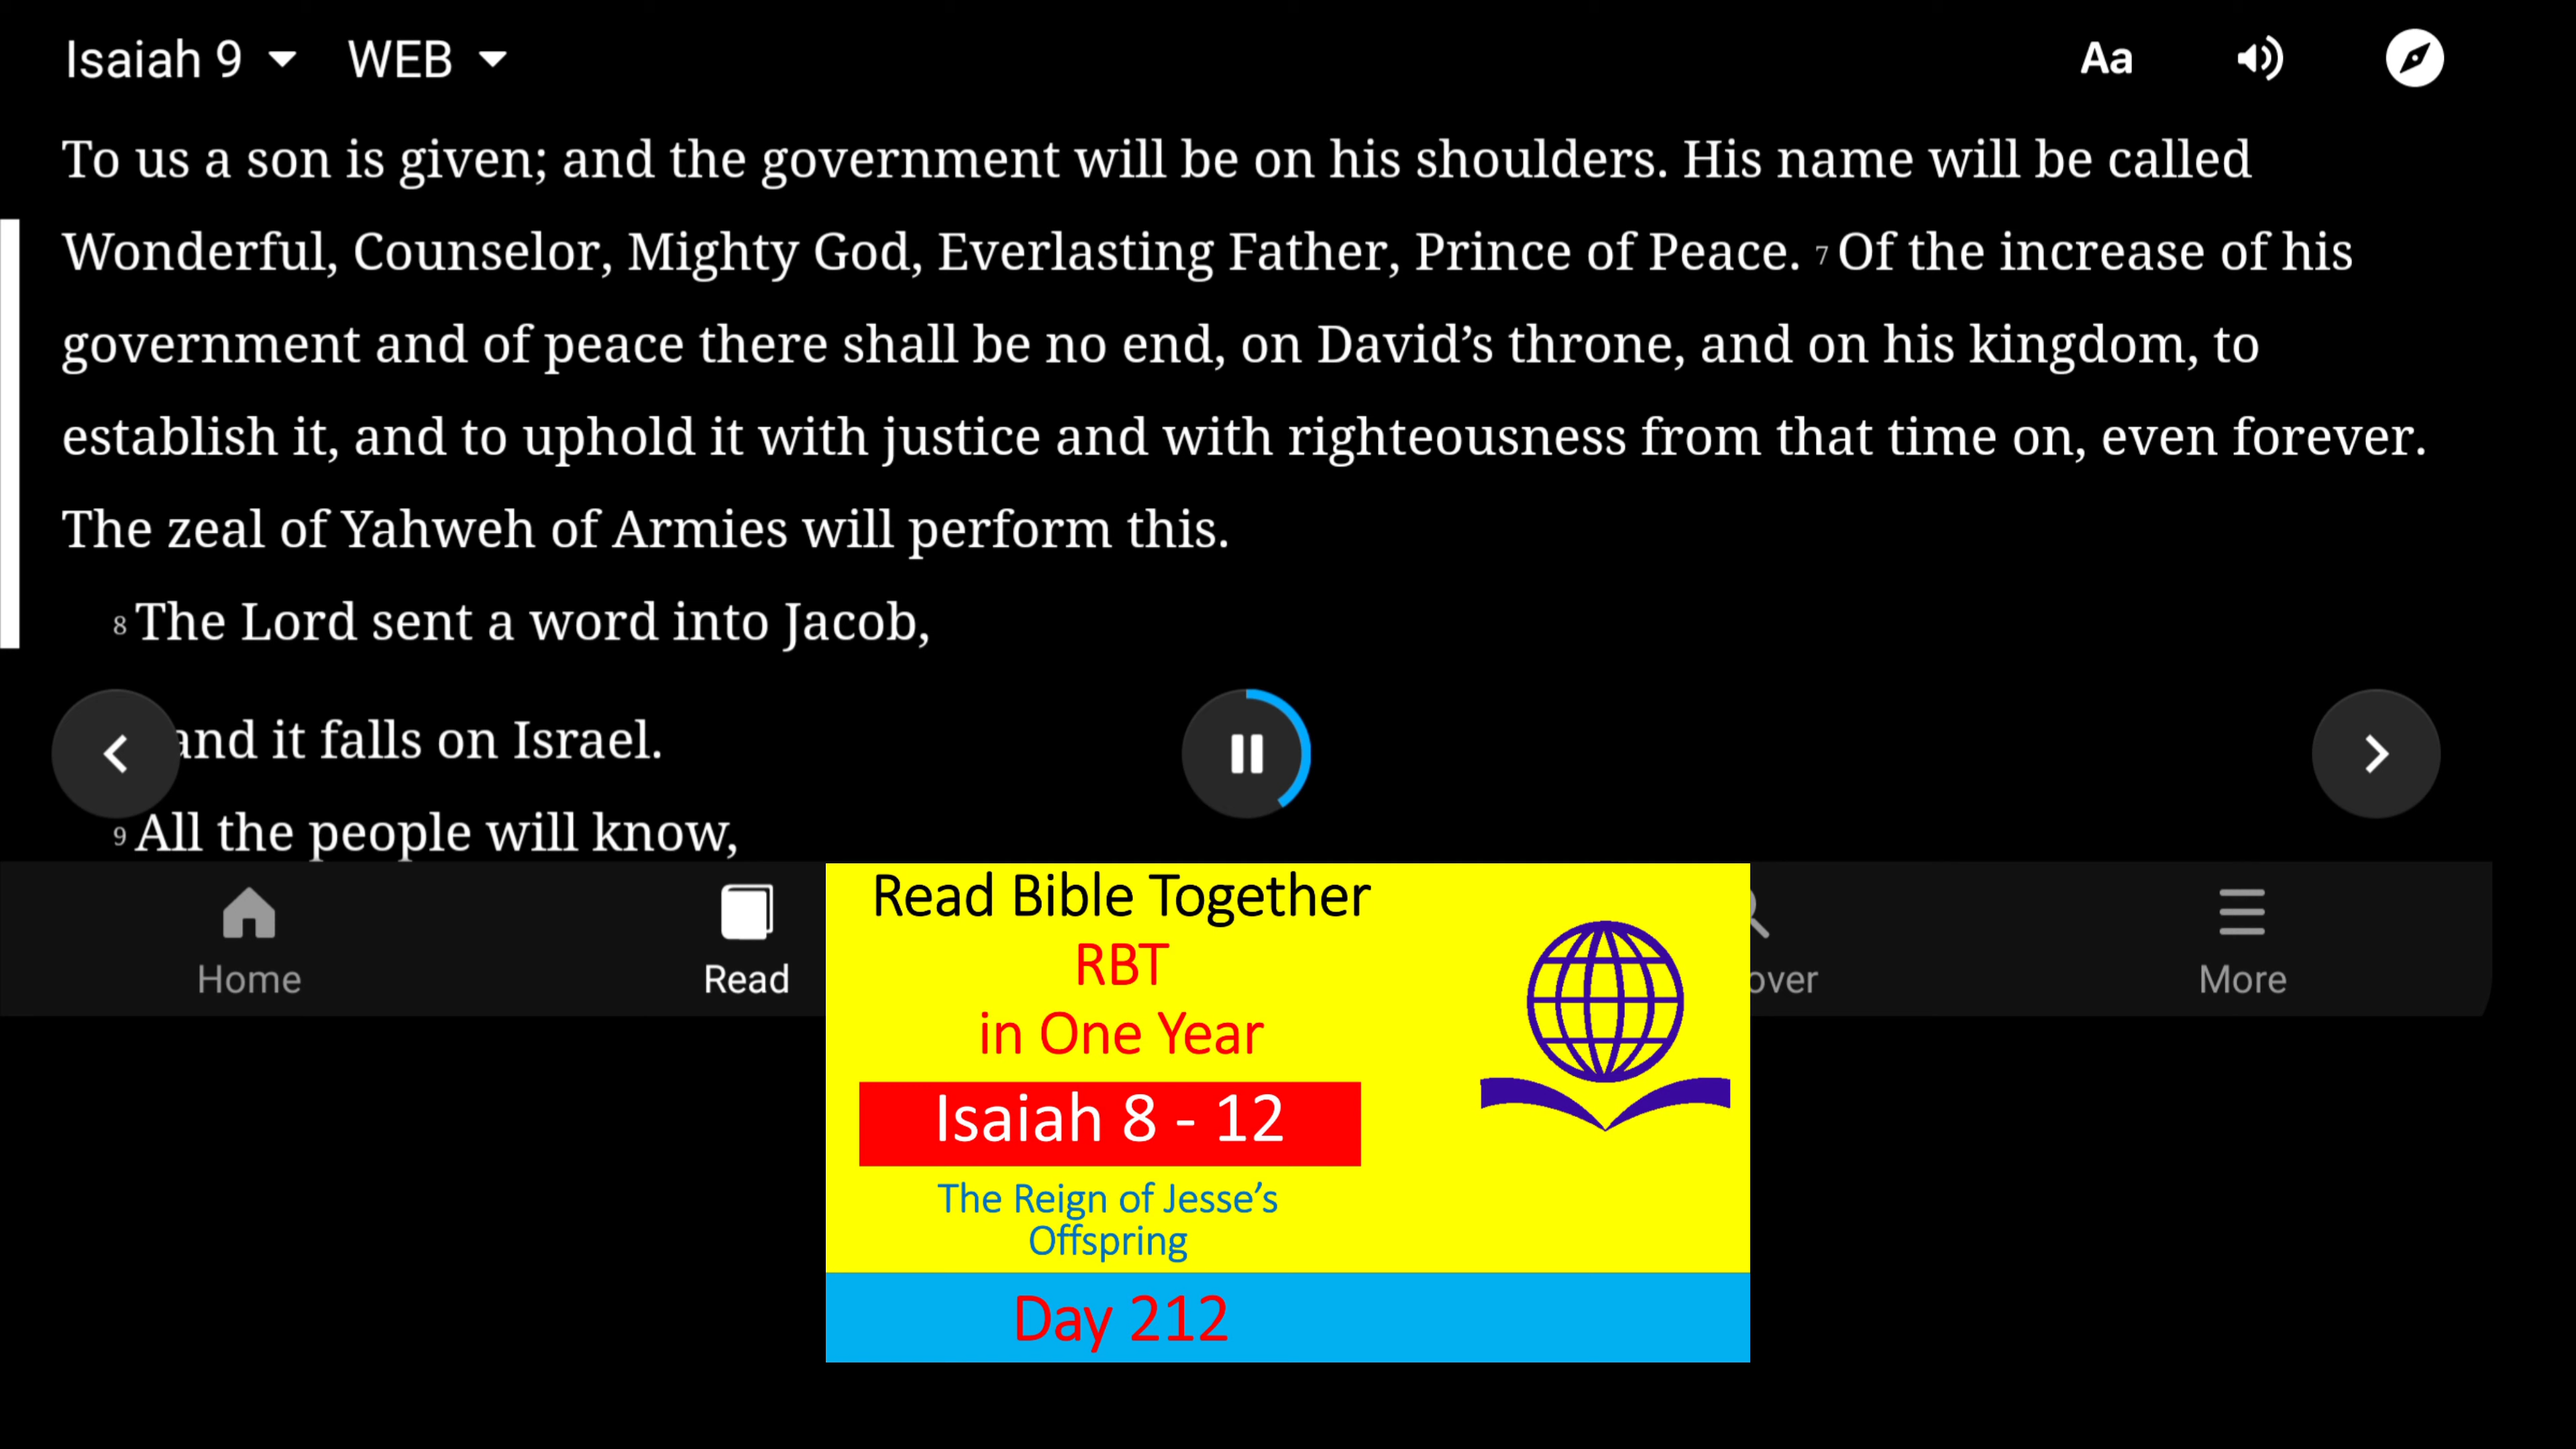 Isaiah 9 WEB Aa
To us a son is given; and the government will be on his shoulders. His name will be called
Wonderful, Counselor, Mighty God, Everlasting Father, Prince of Peace. 7 Of the increase of his
government and of peace there shall be no end, on David’s throne, and on his kingdom, to
establish it, and to uphold it with justice and with righteousness from that time on, even forever.
The zeal of Yahweh of Armies will perform this.
8 The Lord sent a word into Jacob,
and it falls on Israel.
9 All the people will know,
Home Read over More
Read Bible Together
RBT
in One Year
Isaiah 8 - 12
The Reign of Jesse’s
Offspring
Day 212